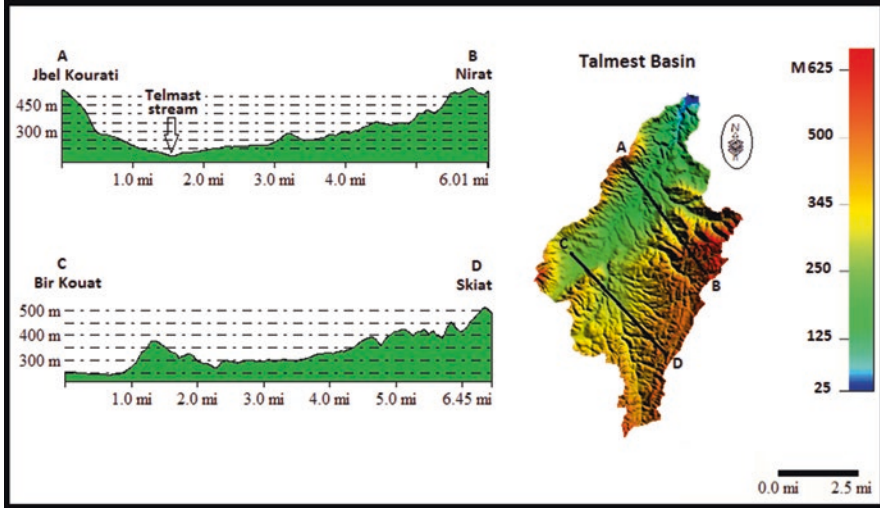 A
Jbel Kourati
B
Nirat
Telmast
stream
450 m
300 m
1.0 mi 2.0 mi 3.0 mi 4.0 mi 6.01 mi
C
Bir Kouat
D
Skiat
500 m
400 m
300 m
1.0 mi 2.0 mi 3.0 mi 4.0 mi 5.0 mi 6.45 mi
Talmest Basin
A
B
C
D
N
M 625
500
345
250
125
25
0.0 mi 2.5 mi